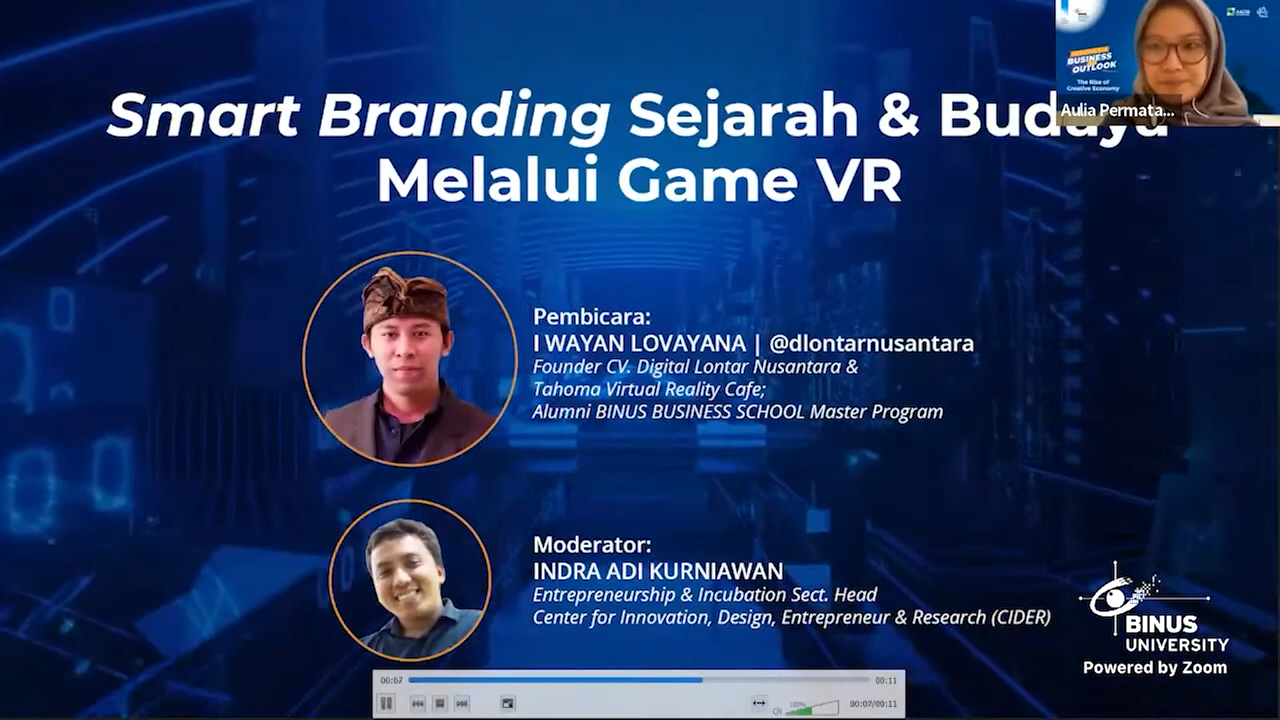 Smart Branding Sejarah & Budaya
Melalui Game VR
BUSINESS
OUTLOOK
The Rise of
Creative Economy
Aulia Permata...
Pembicara:
I WAYAN LOVAYANA | @dlontarnusantara
Founder CV. Digital Lontar Nusantara &
Tahoma Virtual Reality Cafe;
Alumni BINUS BUSINESS SCHOOL Master Program
Moderator:
INDRA ADI KURNIAWAN
Entrepreneurship & Incubation Sect. Head
Center for Innovation, Design, Entrepreneur & Research (CIDER)
BINUS
UNIVERSITY
Powered by Zoom
00:07
00:11
100%
00:07/00:11